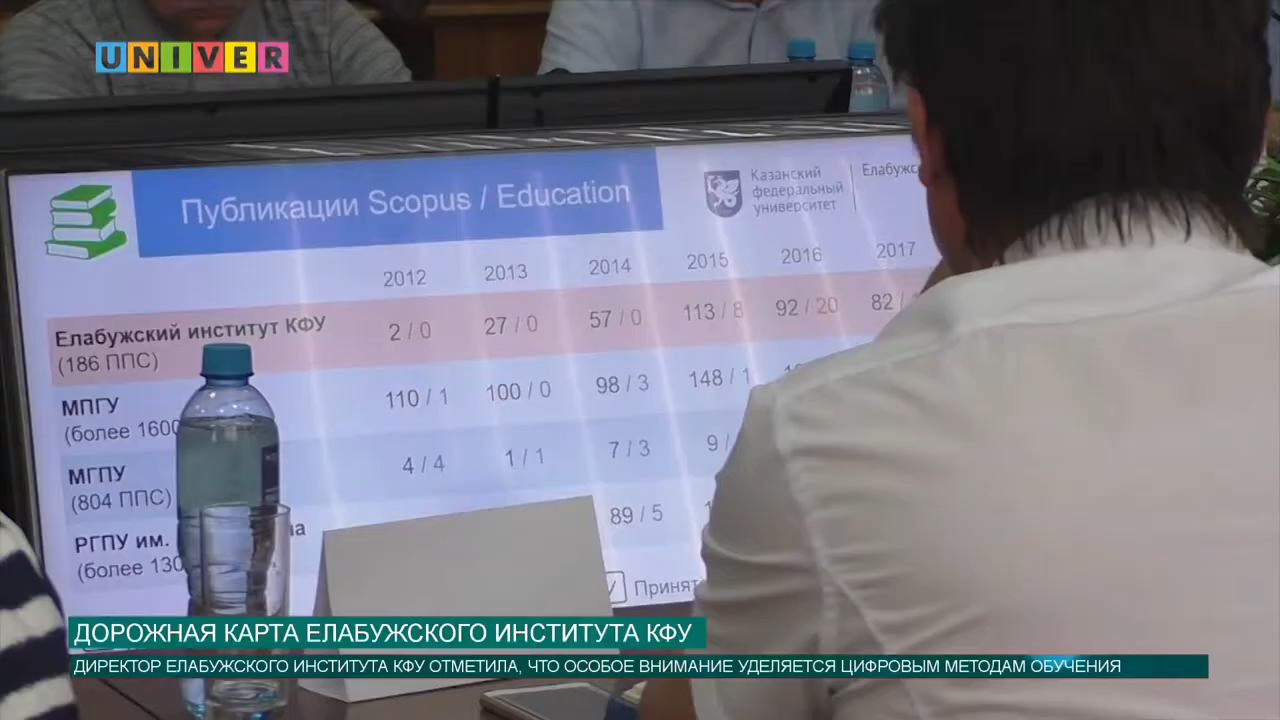 UNIVER
Публикации Scopus / Education
Казанский
федеральный
университет
2012 2013 2014 2015 2016 2017
Елабужский институт КФУ
(186 ППС)
2 / 0 27 / 0 57 / 0 113 / 8 92 / 20 82 /
МПГУ
(более 1600
110 / 1 100 / 0 98 / 3 148 / 1
МГПУ
(804 ППС)
4 / 4 1 / 1 7 / 3 9 /
РГПУ им.
(более 130
89 / 5
ДОРОЖНАЯ КАРТА ЕЛАБУЖСКОГО ИНСТИТУТА КФУ
ДИРЕКТОР ЕЛАБУЖСКОГО ИНСТИТУТА КФУ ОТМЕТИЛА, ЧТО ОСОБОЕ ВНИМАНИЕ УДЕЛЯЕТСЯ ЦИФРОВЫМ МЕТОДАМ ОБУЧЕНИЯ